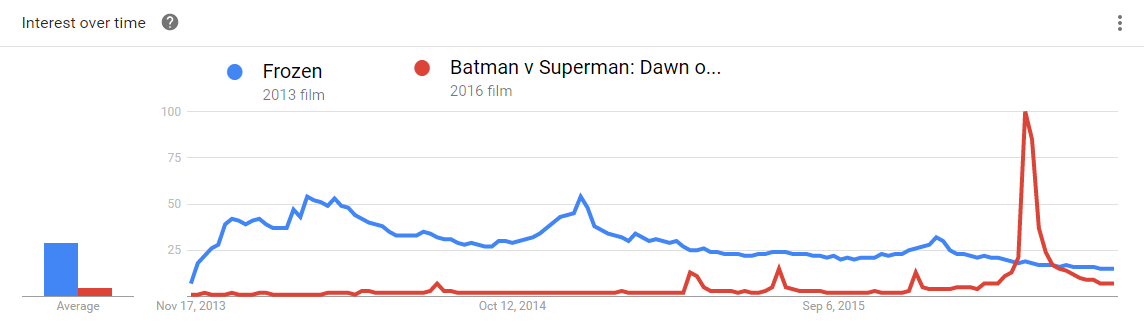 Interest over time ?
Frozen
2013 film
Batman v Superman: Dawn o...
2016 film
100
75
50
25
Average
Nov 17, 2013
Oct 12, 2014
Sep 6, 2015